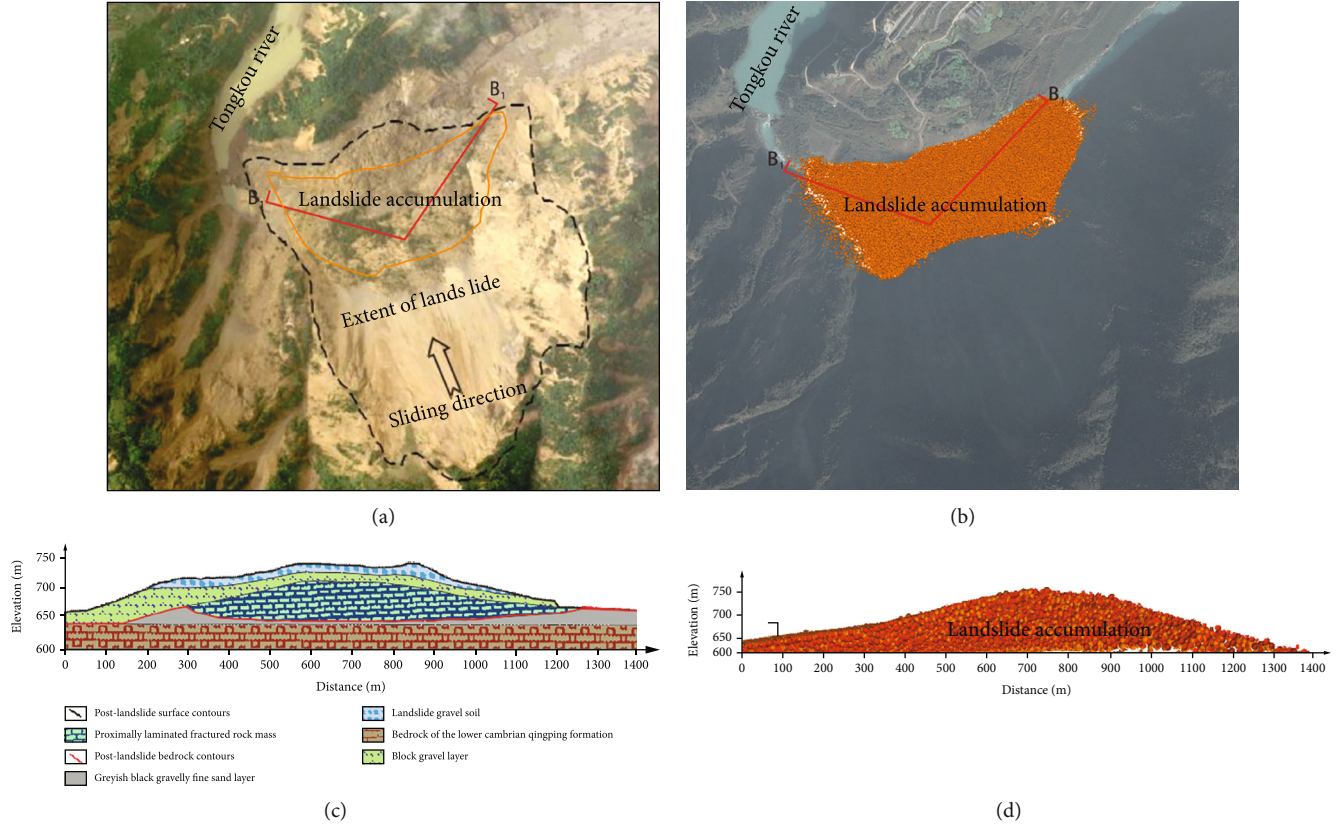 Tongkou river
B₁
B
Landslide accumulation
Extent of lands lide
Sliding direction
(a)
Tongkou river
B₁
B₁
Landslide accumulation
(b)
Elevation (m)
750
700
650
600
0 100 200 300 400 500 600 700 800 900 1000 1100 1200 1300 1400
Distance (m)
Post-landslide surface contours
Proximally laminated fractured rock mass
Post-landslide bedrock contours
Greyish black gravelly fine sand layer
Landslide gravel soil
Bedrock of the lower cambrian qingping formation
Block gravel layer
(c)
Elevation (m)
750
700
650
600
Landslide accumulation
0 100 200 300 400 500 600 700 800 900 1000 1100 1200 1300 1400
Distance (m)
(d)